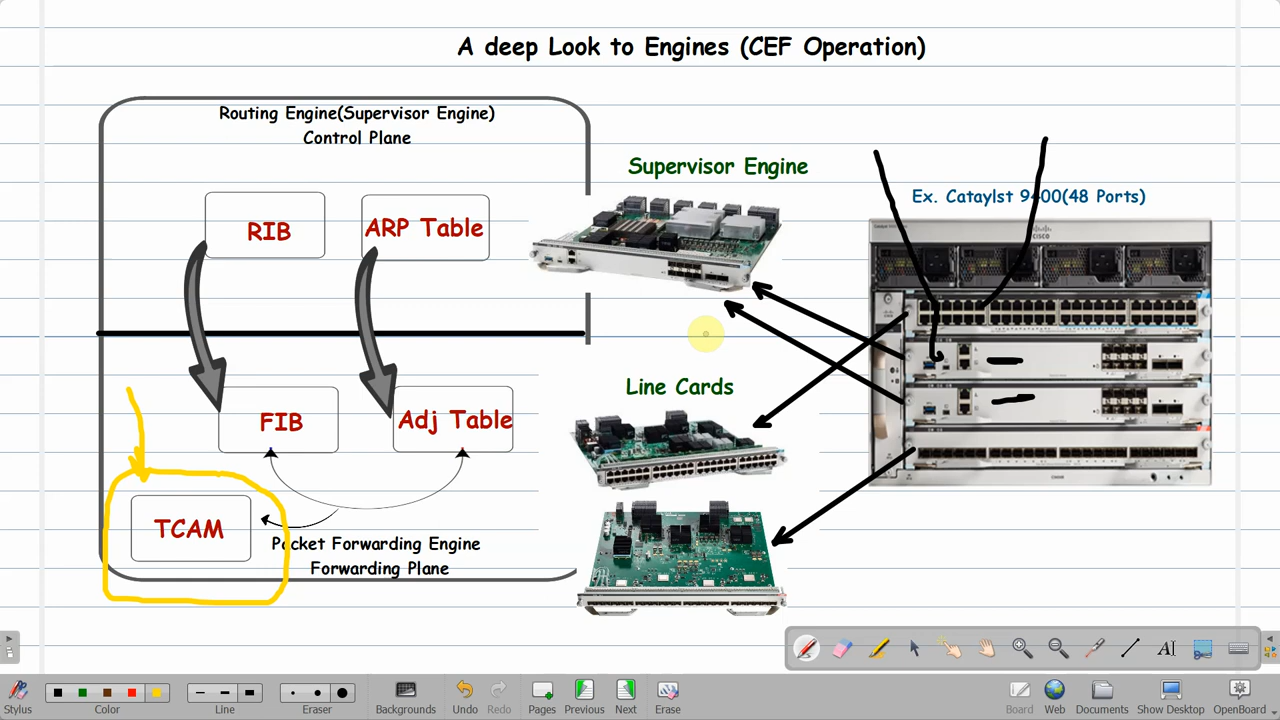 A deep Look to Engines (CEF Operation)
Routing Engine(Supervisor Engine)
Control Plane
Supervisor Engine
Ex. Cataylst 9400(48 Ports)
CISCO
RIB
ARP Table
Line Cards
FIB
Adj Table
TCAM
Packet Forwarding Engine
Forwarding Plane
Stylus
Color
Line
Eraser
Backgrounds
Undo
Redo
Pages
Previous
Next
Erase
Board
Web
Documents
Show Desktop
OpenBoard